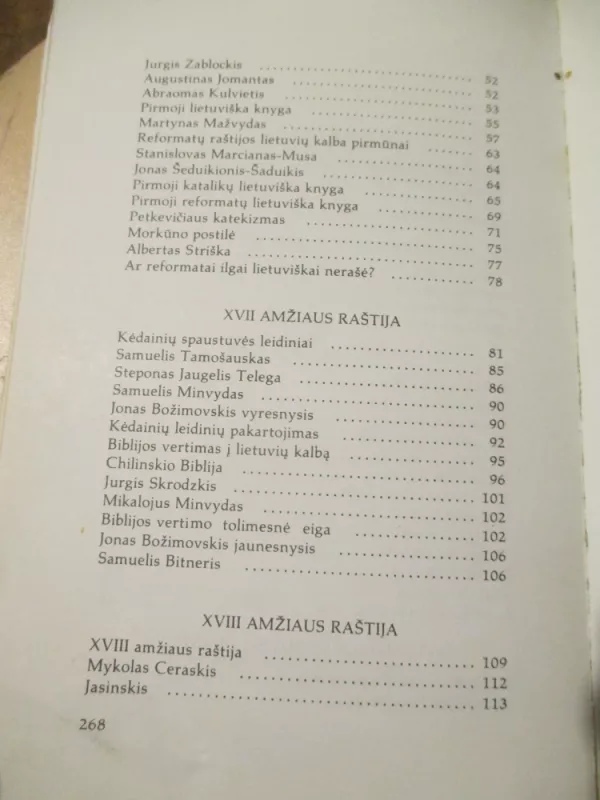 Jurgis Zablockis ........ 52
Augustinas Jomantas ........ 52
Abraomas Kulvietis ........ 53
Pirmoji lietuviška knyga ........ 55
Martynas Mažvydas ........ 57
Reformatų raštijos lietuvių kalba pirmūnai ........ 63
Stanislovas Marcianas-Musa ........ 64
Jonas Šeduikionis-Šaduikis ........ 64
Pirmoji katalikų lietuviška knyga ........ 65
Pirmoji reformatų lietuviška knyga ........ 69
Petkevičiaus katekizmas ........ 71
Morkūno postilė ........ 75
Albertas Striška ........ 77
Ar reformatai ilgai lietuviškai nerašė? ........ 78
XVII AMŽIAUS RAŠTIJA
Kėdainių spaustuvės leidiniai ........ 81
Samuelis Tamošauskas ........ 85
Steponas Jaugelis Telega ........ 86
Samuelis Minvydas ........ 90
Jonas Božimovskis vyresnysis ........ 90
Kėdainių leidinių pakartojimas ........ 92
Biblijos vertimas į lietuvių kalbą ........ 95
Chilinskio Biblija ........ 96
Jurgis Skrodzkis ........ 101
Mikalojus Minvydas ........ 102
Biblijos vertimo tolimesnė eiga ........ 102
Jonas Božimovskis jaunesnysis ........ 106
Samuelis Bitneris ........ 106
XVIII AMŽIAUS RAŠTIJA
XVIII amžiaus raštija ........ 109
Mykolas Ceraskis ........ 112
Jasinskis ........ 113
268